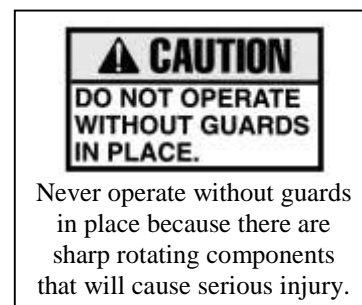 CAUTION
DO NOT OPERATE
WITHOUT GUARDS
IN PLACE.
Never operate without guards
in place because there are
sharp rotating components
that will cause serious injury.